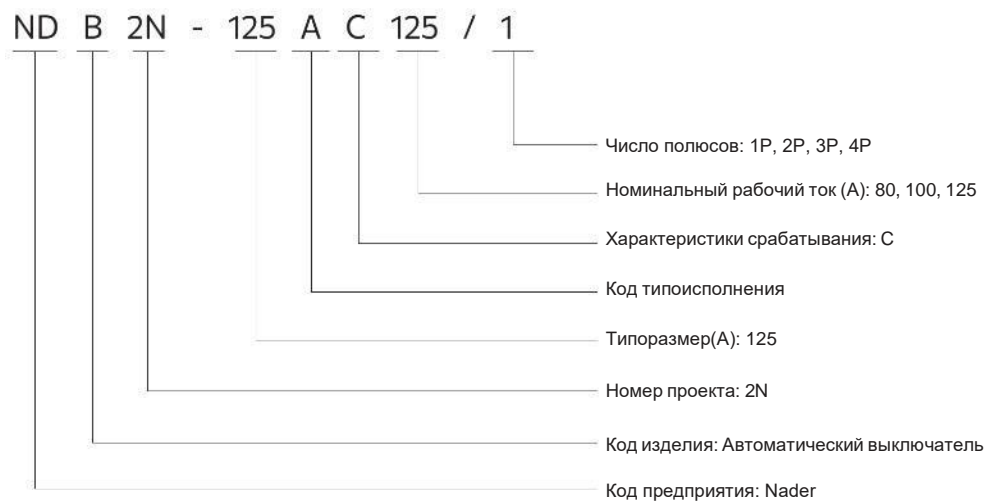 ND B 2N - 125 A C 125 / 1
Число полюсов: 1P, 2P, 3P, 4P
Номинальный рабочий ток (А): 80, 100, 125
Характеристики срабатывания: C
Код типоисполнения
Типоразмер(А): 125
Номер проекта: 2N
Код изделия: Автоматический выключатель
Код предприятия: Nader